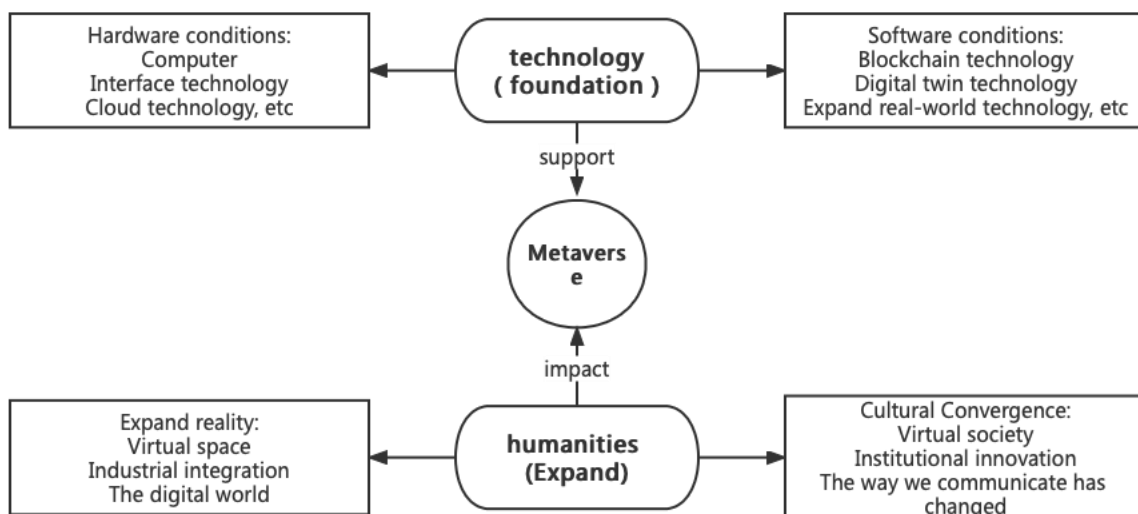 Hardware conditions:
Computer
Interface technology
Cloud technology, etc
technology
( foundation )
Software conditions:
Blockchain technology
Digital twin technology
Expand real-world technology, etc
support
Metavers
e
impact
Expand reality:
Virtual space
Industrial integration
The digital world
humanities
(Expand)
Cultural Convergence:
Virtual society
Institutional innovation
The way we communicate has
changed